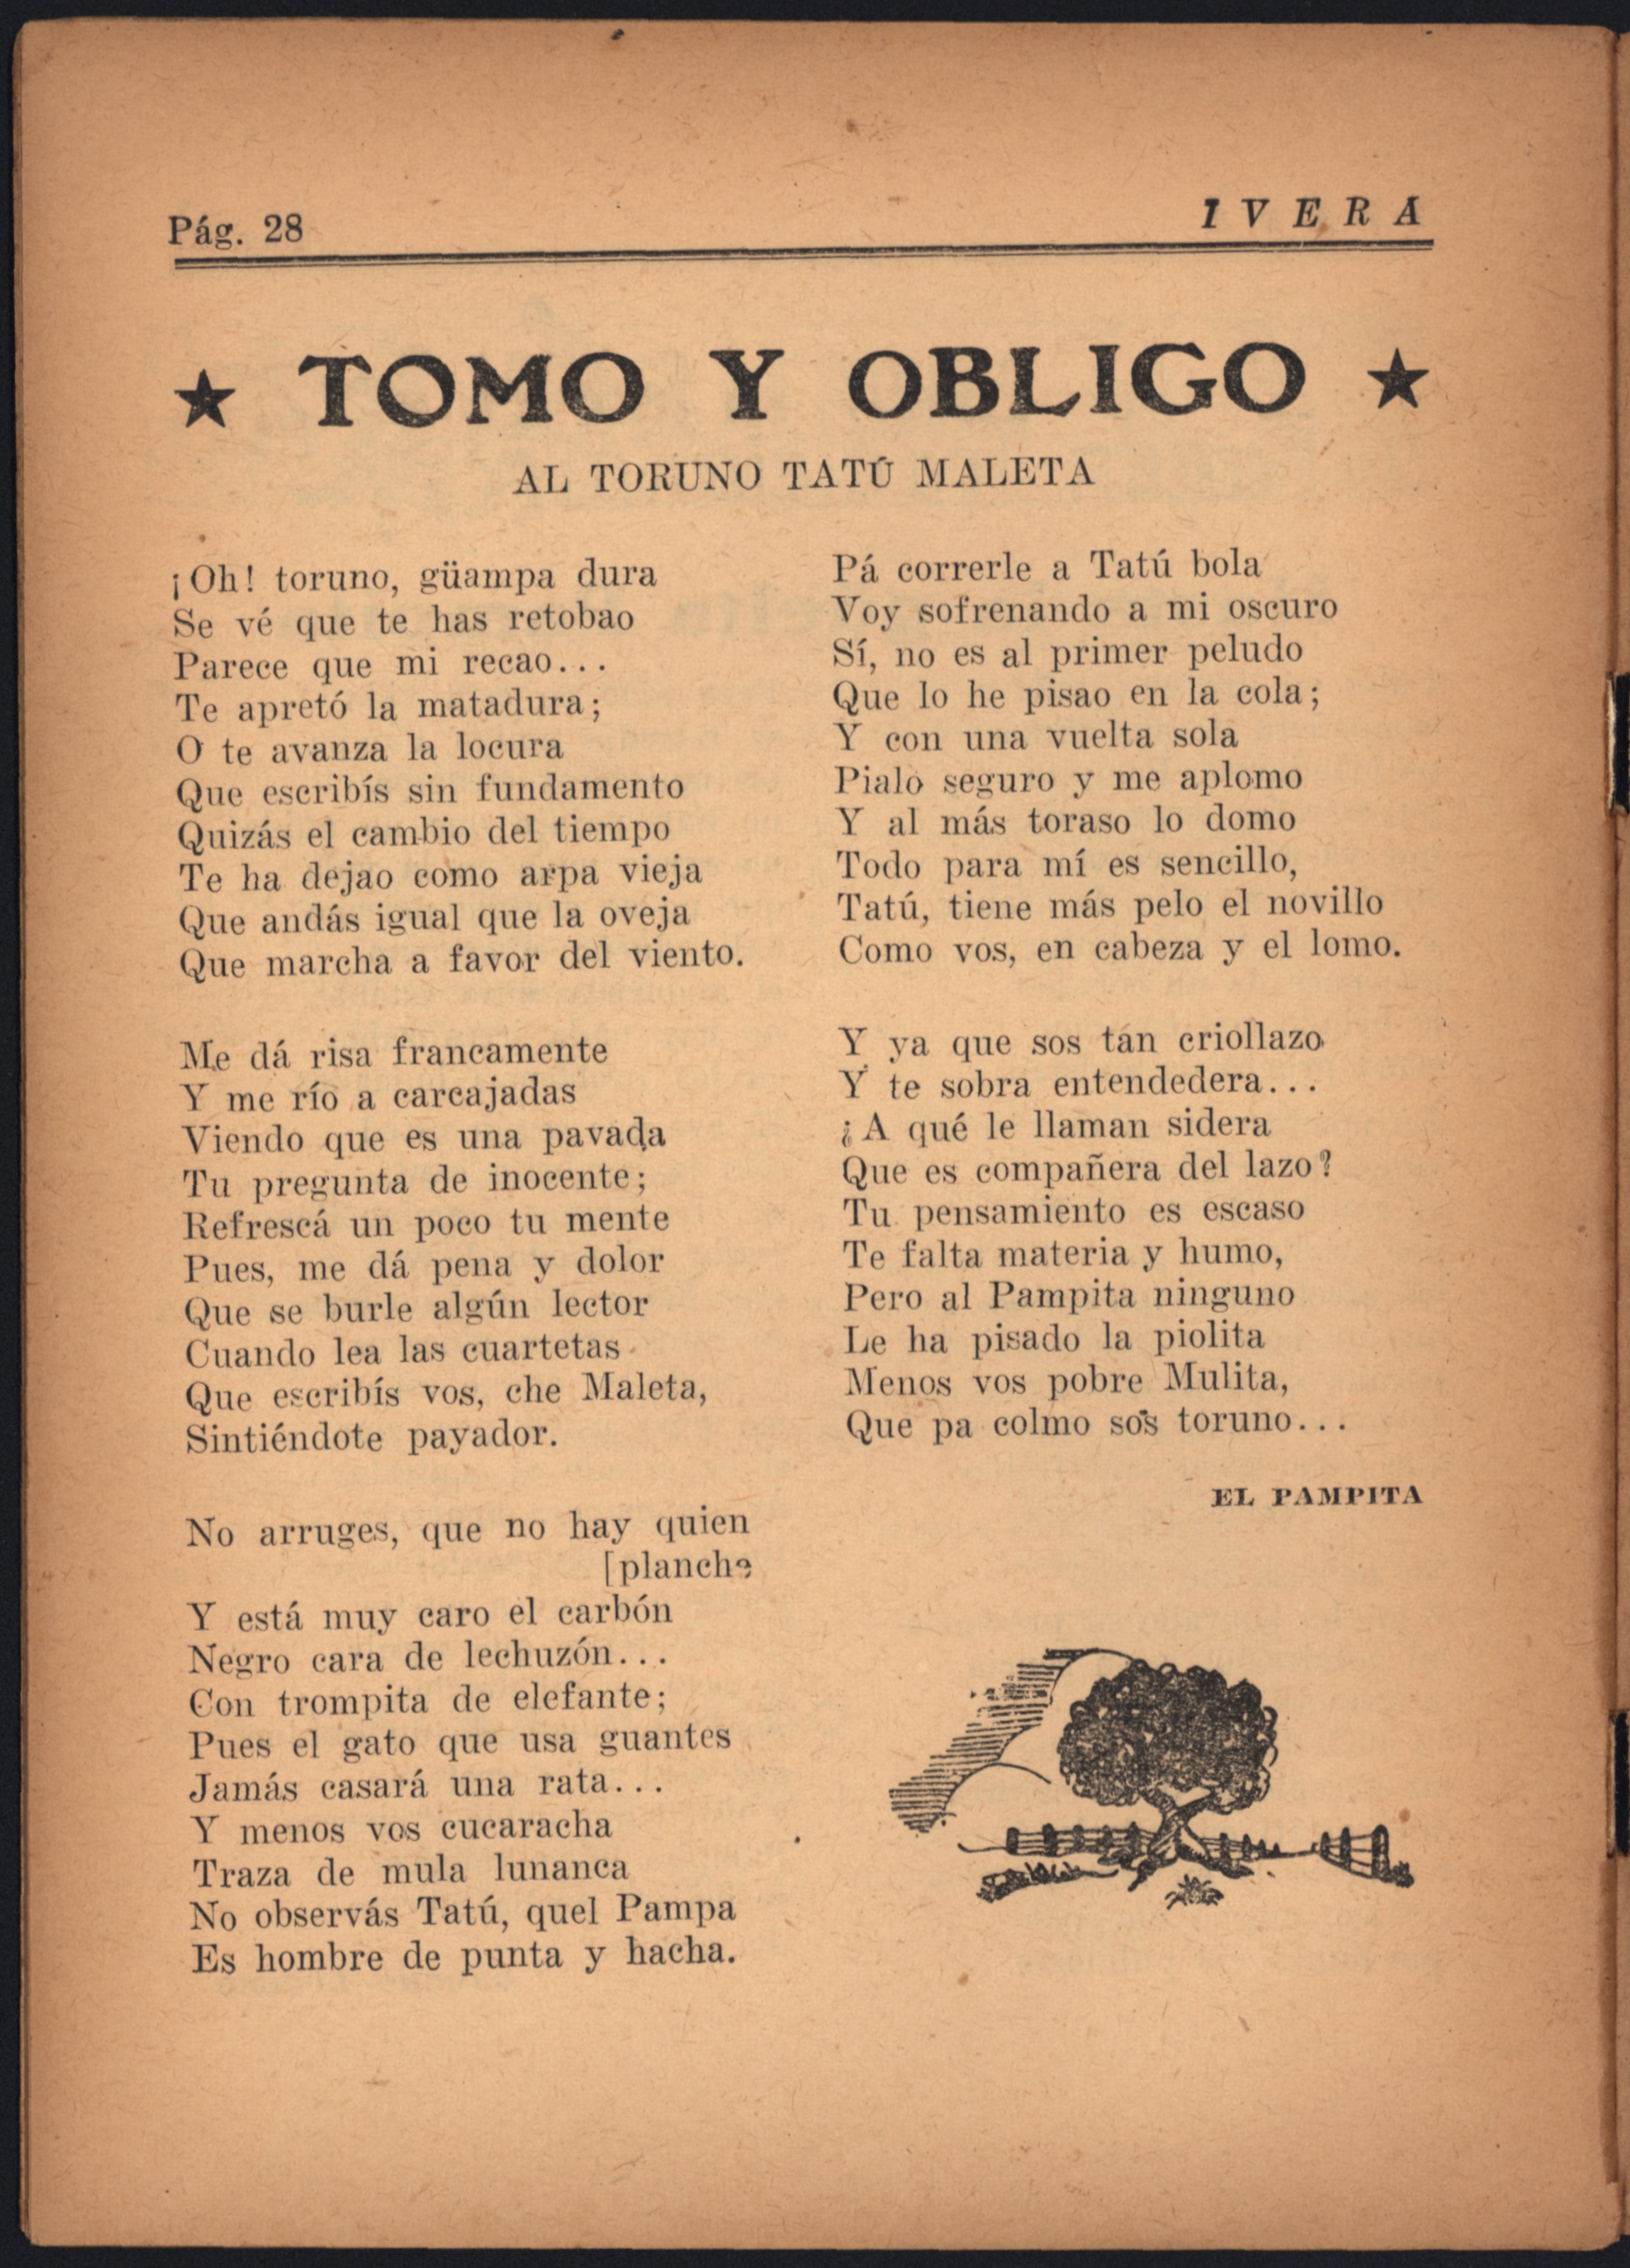 Pág. 28
IVERA
★ TOMO Y OBLIGO ★
AL TORUNO TATÚ MALETA
¡Oh! toruno, güampa dura
Se vé que te has retobao
Parece que mi recao...
Te apretó la matadura;
O te avanza la locura
Que escribís sin fundamento
Quizás el cambio del tiempo
Te ha dejao como arpa vieja
Que andás igual que la oveja
Que marcha a favor del viento.
Me dá risa francamente
Y me río a carcajadas
Viendo que es una pavada
Tu pregunta de inocente;
Refrescá un poco tu mente
Pues, me dá pena y dolor
Que se burle algún lector
Cuando lea las cuartetas
Que escribís vos, che Maleta,
Sintiéndote payador.
No arruges, que no hay quien
[planche
Y está muy caro el carbón
Negro cara de lechuzón...
Con trompita de elefante;
Pues el gato que usa guantes
Jamás casará una rata...
Y menos vos cucaracha
Traza de mula lunanca
No observás Tatú, quel Pampa
Es hombre de punta y hacha.
Pá correrle a Tatú bola
Voy sofrenando a mi oscuro
Sí, no es al primer peludo
Que lo he pisao en la cola;
Y con una vuelta sola
Pialo seguro y me aplomo
Y al más toraso lo domo
Todo para mí es sencillo,
Tatú, tiene más pelo el novillo
Como vos, en cabeza y el lomo.
Y ya que sos tan criollazo
Y te sobra entendedera...
¿A qué le llaman sidera
Que es compañera del lazo?
Tu pensamiento es escaso
Te falta materia y humo,
Pero al Pampita ninguno
Le ha pisado la piolita
Menos vos pobre Mulita,
Que pa colmo sos toruno...
EL PAMPITA